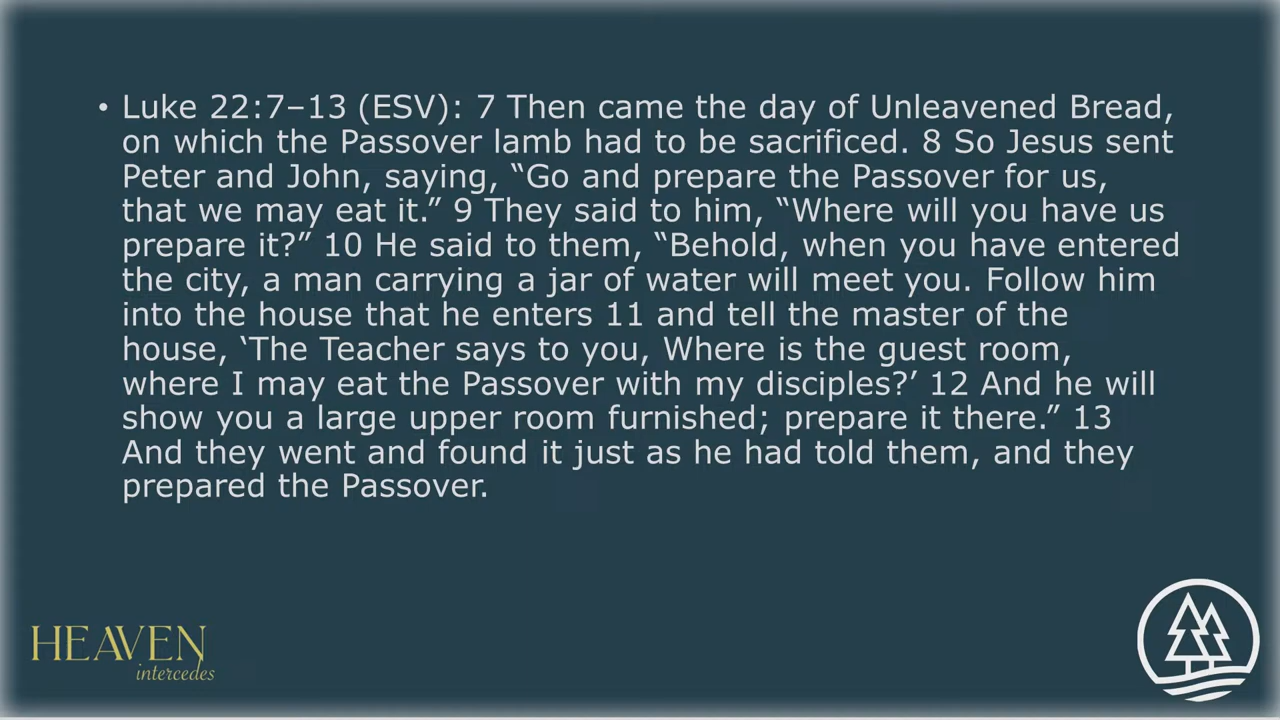 • Luke 22:7–13 (ESV): 7 Then came the day of Unleavened Bread,
on which the Passover lamb had to be sacrificed. 8 So Jesus sent
Peter and John, saying, “Go and prepare the Passover for us,
that we may eat it.” 9 They said to him, “Where will you have us
prepare it?” 10 He said to them, “Behold, when you have entered
the city, a man carrying a jar of water will meet you. Follow him
into the house that he enters 11 and tell the master of the
house, ‘The Teacher says to you, Where is the guest room,
where I may eat the Passover with my disciples?’ 12 And he will
show you a large upper room furnished; prepare it there.” 13
And they went and found it just as he had told them, and they
prepared the Passover.
HEAVEN
intercedes